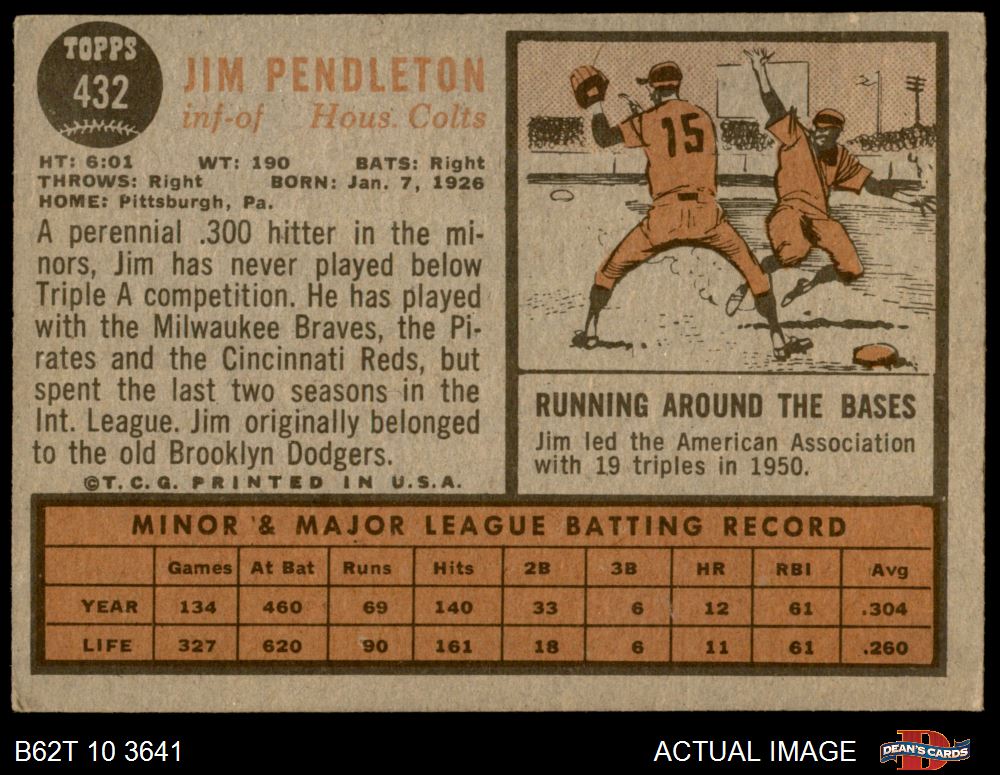 TOPPS
432
JIM PENDLETON
inf-of Hous. Colts
HT: 6:01 WT: 190 BATS: Right
THROWS: Right BORN: Jan. 7, 1926
HOME: Pittsburgh, Pa.
A perennial .300 hitter in the mi-
nors, Jim has never played below
Triple A competition. He has played
with the Milwaukee Braves, the Pi-
rates and the Cincinnati Reds, but
spent the last two seasons in the
Int. League. Jim originally belonged
to the old Brooklyn Dodgers.
©T.C.G. PRINTED IN U.S.A.
15
RUNNING AROUND THE BASES
Jim led the American Association
with 19 triples in 1950.
MINOR & MAJOR LEAGUE BATTING RECORD
Games At Bat Runs Hits 2B 3B HR RBI Avg
YEAR 134 460 69 140 33 6 12 61 .304
LIFE 327 620 90 161 18 6 11 61 .260
B62T 10 3641
ACTUAL IMAGE
D
DEAN'S CARDS